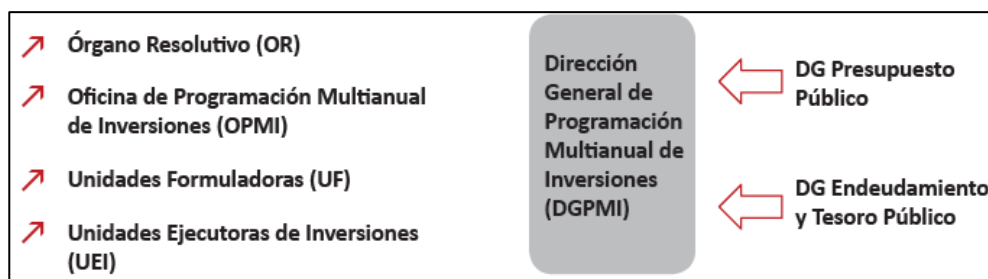 Órgano Resolutivo (OR)
Oficina de Programación Multianual
de Inversiones (OPMI)
Unidades Formuladoras (UF)
Unidades Ejecutoras de Inversiones
(UEI)
Dirección
General de
Programación
Multianual de
Inversiones
(DGPMI)
DG Presupuesto
Público
DG Endeudamiento
y Tesoro Público